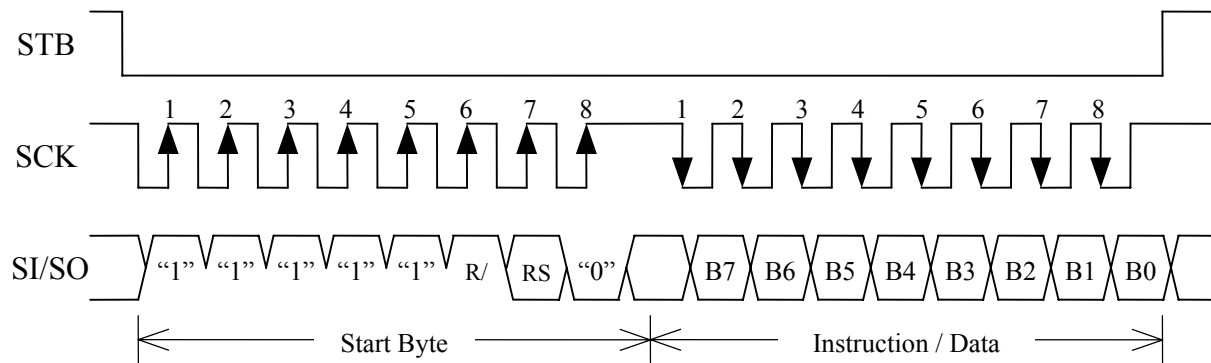 STB
1 2 3 4 5 6 7 8 1 2 3 4 5 6 7 8
SCK
SI/SO “1” “1” “1” “1” “1” R/ RS “0” B7 B6 B5 B4 B3 B2 B1 B0
Start Byte Instruction / Data